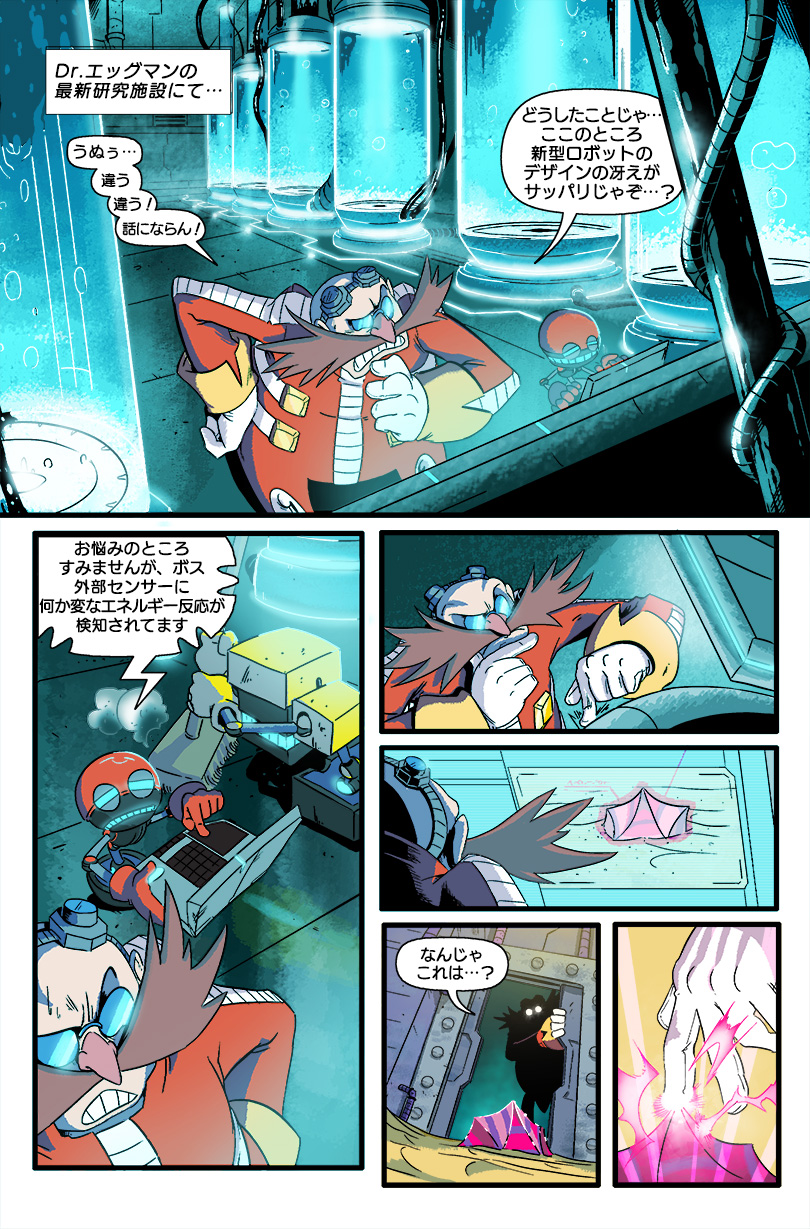 Dr.エッグマンの
最新研究施設にて…
うぬぅ…
違う
違う!
話にならん!
どうしたことじゃ…
ここのところ
新型ロボットの
デザインの冴えが
サッパリじゃぞ…?
お悩みのところ
すみませんが、ボス
外部センサーに
何か変なエネルギー反応が
検知されてます
なんじゃ
これは…?